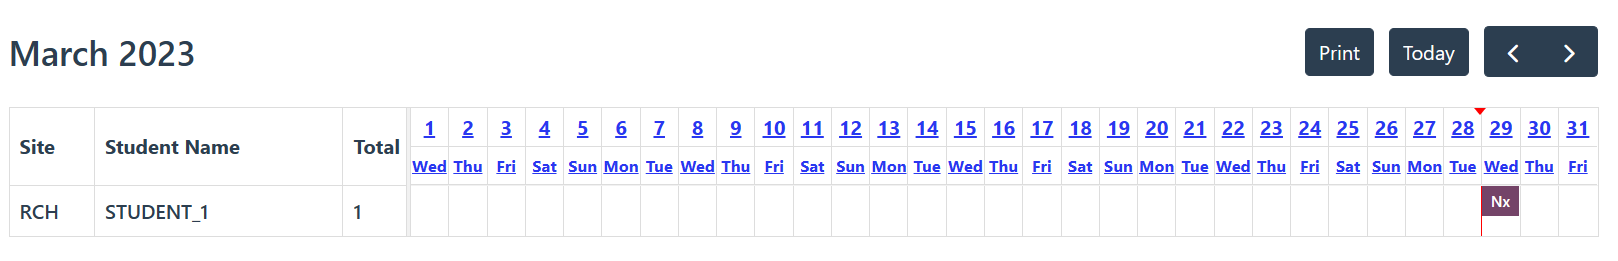 March 2023
Print Today
Site Student Name Total 1 2 3 4 5 6 7 8 9 10 11 12 13 14 15 16 17 18 19 20 21 22 23 24 25 26 27 28 29 30 31
Wed Thu Fri Sat Sun Mon Tue Wed Thu Fri Sat Sun Mon Tue Wed Thu Fri Sat Sun Mon Tue Wed Thu Fri Sat Sun Mon Tue Wed Thu Fri
RCH STUDENT_1 1 Nx